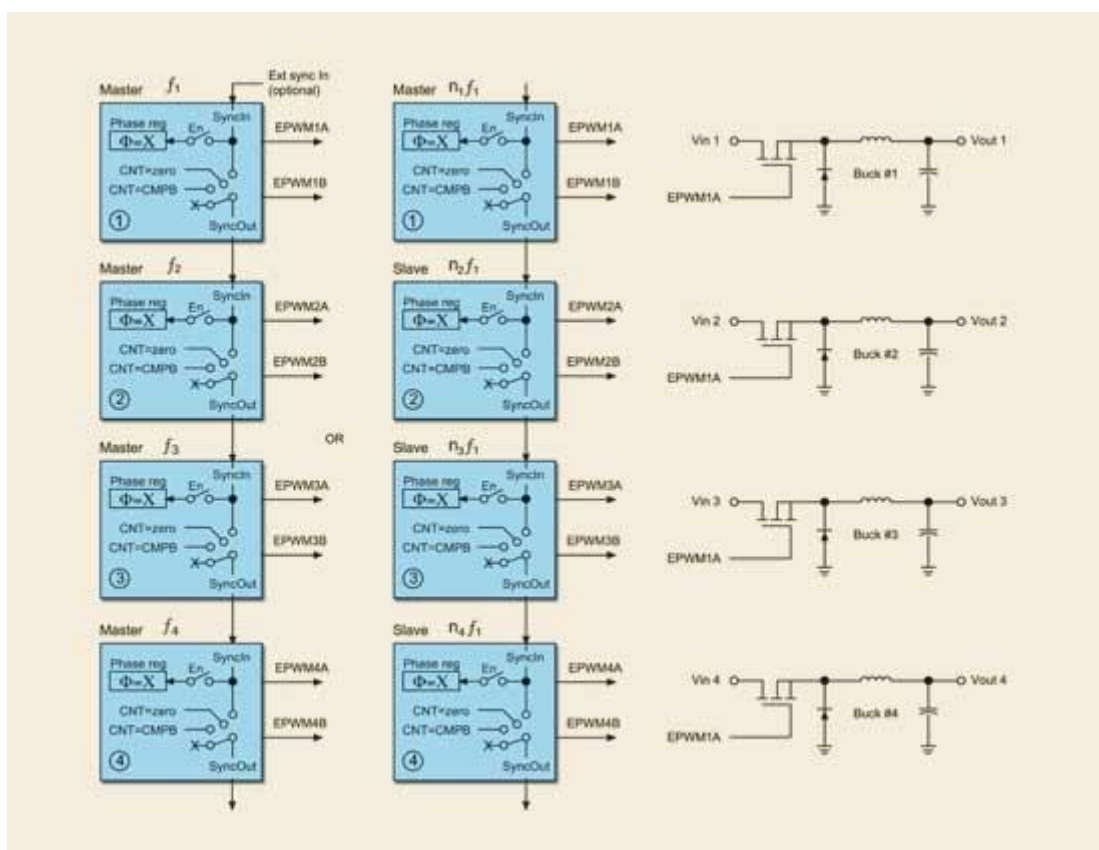 Ext sync In
(optional)
Master f1
Phase reg
En
SyncIn
Φ=X
EPWM1A
CNT=zero
CNT=CMPB
EPWM1B
X
1
SyncOut
Master f2
Phase reg
En
SyncIn
Φ=X
EPWM2A
CNT=zero
CNT=CMPB
EPWM2B
X
2
SyncOut
Master f3
Phase reg
En
SyncIn
Φ=X
EPWM3A
CNT=zero
CNT=CMPB
EPWM3B
X
3
SyncOut
Master f4
Phase reg
En
SyncIn
Φ=X
EPWM4A
CNT=zero
CNT=CMPB
EPWM4B
X
4
SyncOut
OR
Master n1f1
Phase reg
En
SyncIn
Φ=X
EPWM1A
CNT=zero
CNT=CMPB
EPWM1B
X
1
SyncOut
Slave n2f1
Phase reg
En
SyncIn
Φ=X
EPWM2A
CNT=zero
CNT=CMPB
EPWM2B
X
2
SyncOut
Slave n3f1
Phase reg
En
SyncIn
Φ=X
EPWM3A
CNT=zero
CNT=CMPB
EPWM3B
X
3
SyncOut
Slave n4f1
Phase reg
En
SyncIn
Φ=X
EPWM4A
CNT=zero
CNT=CMPB
EPWM4B
X
4
SyncOut
Vin 1
Vout 1
Buck #1
EPWM1A
Vin 2
Vout 2
Buck #2
EPWM1A
Vin 3
Vout 3
Buck #3
EPWM1A
Vin 4
Vout 4
Buck #4
EPWM1A